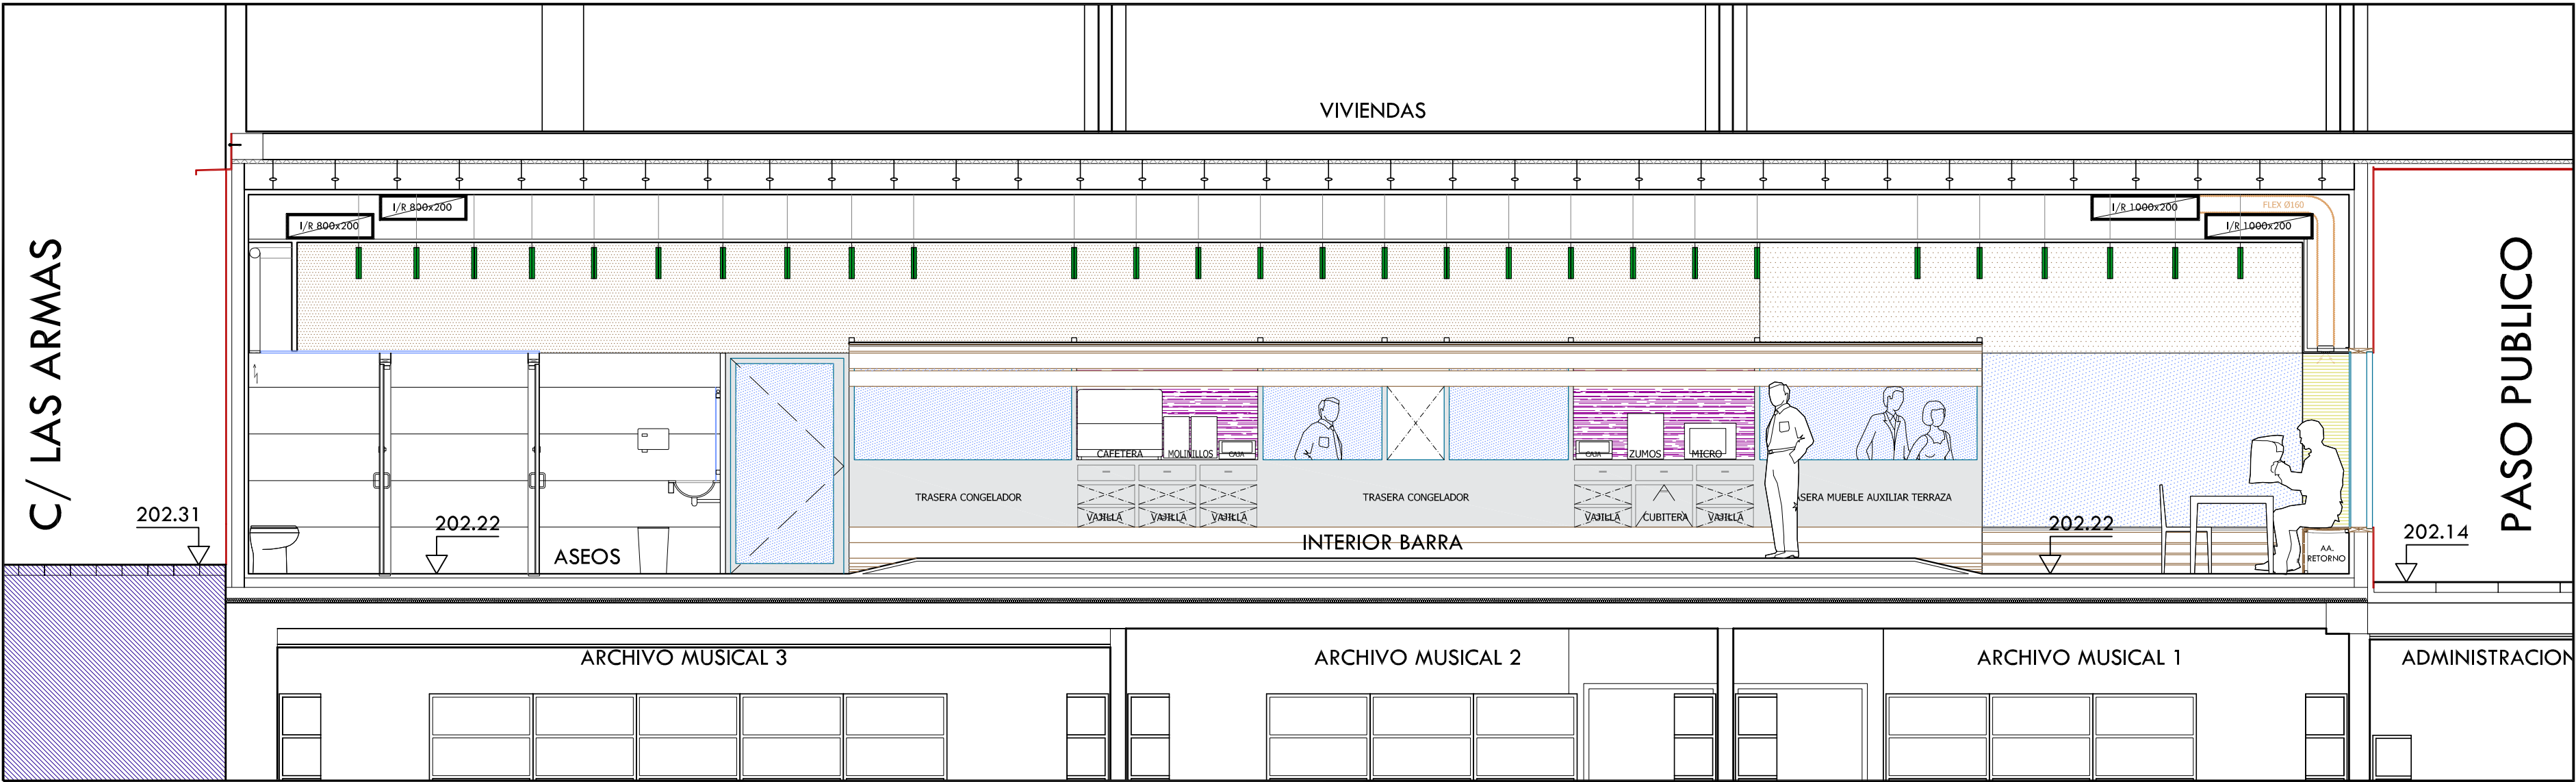 VIVIENDAS
I/R 800x200
I/R 800x200
I/R 1000x200
FLEX Ø160
I/R 1000x200
C/ LAS ARMAS
PASO PUBLICO
CAFETERA
MOLINILLOS
CAJA
CAJA
ZUMOS
MICRO
TRASERA CONGELADOR
TRASERA CONGELADOR
ASERA MUEBLE AUXILIAR TERRAZA
VAJILLA
VAJILLA
VAJILLA
VAJILLA
CUBITERA
VAJILLA
202.31
202.22
202.22
202.14
ASEOS
INTERIOR BARRA
AA.
RETORNO
ARCHIVO MUSICAL 3
ARCHIVO MUSICAL 2
ARCHIVO MUSICAL 1
ADMINISTRACION